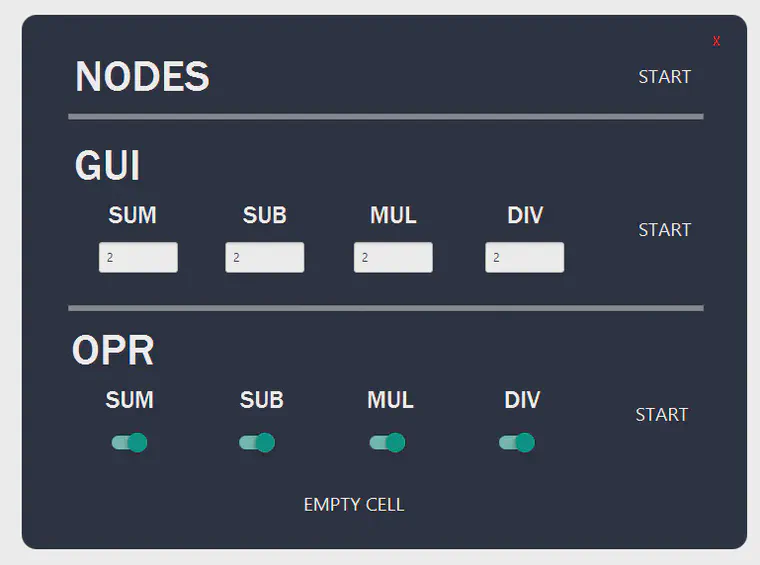 X
NODES START
GUI
SUM SUB MUL DIV
START
2 2 2 2
OPR
SUM SUB MUL DIV
START
EMPTY CELL